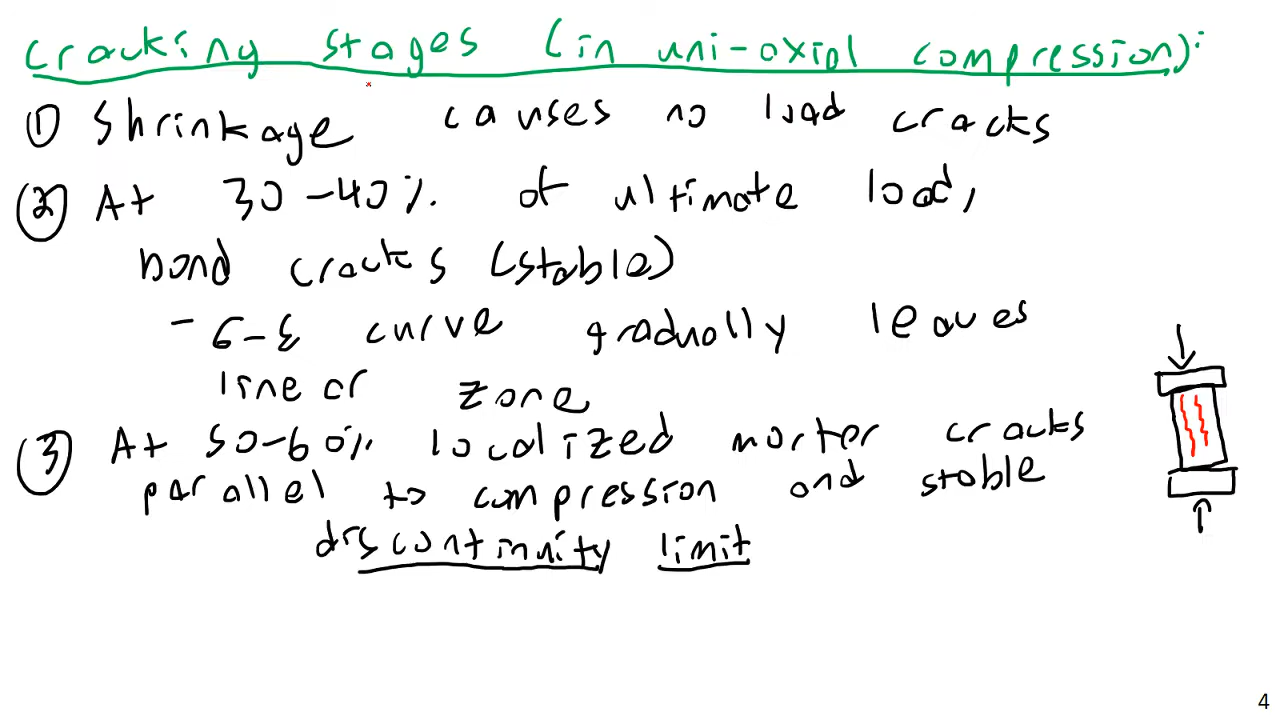 cracking stages (in uni-axial compression):
① Shrinkage causes no load cracks
② At 30-40% of ultimate load,
bond cracks (stable)
- σ-ε curve gradually leaves
linear zone
③ At 50-60% localized morter cracks
parallel to compression and stable
discontinuity limit
4